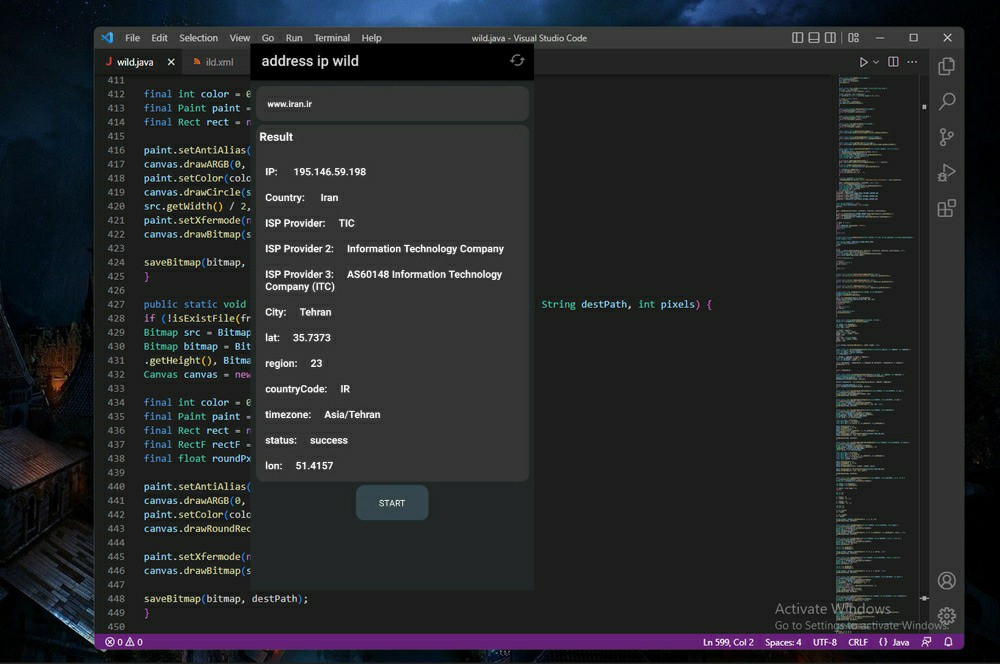 File Edit Selection View Go Run Terminal Help
wild.java - Visual Studio Code
wild.java
ild.xml
address ip wild
www.iran.ir
Result
IP: 195.146.59.198
Country: Iran
ISP Provider: TIC
ISP Provider 2: Information Technology Company
ISP Provider 3: AS60148 Information Technology
Company (ITC)
City: Tehran
lat: 35.7373
region: 23
countryCode: IR
timezone: Asia/Tehran
status: success
lon: 51.4157
START
411
412 final int color = 0
413 final Paint paint =
414 final Rect rect = n
415
416 paint.setAntiAlias(
417 canvas.drawARGB(0,
418 paint.setColor(colo
419 canvas.drawCircle(s
420 src.getWidth() / 2,
421 paint.setXfermode(n
422 canvas.drawBitmap(s
423
424 saveBitmap(bitmap,
425 }
426
427 public static void String destPath, int pixels) {
428 if (!isExistFile(fr
429 Bitmap src = Bitmap
430 Bitmap bitmap = Bit
431 .getHeight(), Bitma
432 Canvas canvas = new
433
434 final int color = 0
435 final Paint paint =
436 final Rect rect = n
437 final RectF rectF =
438 final float roundPx
439
440 paint.setAntiAlias(
441 canvas.drawARGB(0,
442 paint.setColor(colo
443 canvas.drawRoundRec
444
445 paint.setXfermode(n
446 canvas.drawBitmap(s
447
448 saveBitmap(bitmap, destPath);
449 }
450
Activate Windows
Go to Settings to activate Windows.
0 0
Ln 599, Col 2 Spaces: 4 UTF-8 CRLF {} Java